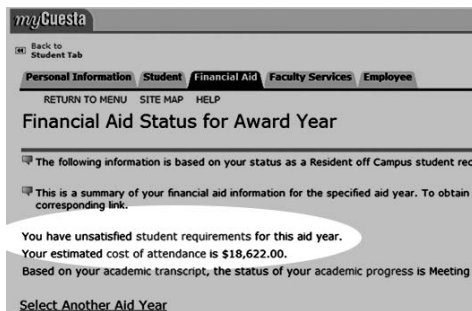 myCuesta
Back to
Student Tab
Personal Information Student Financial Aid Faculty Services Employee
RETURN TO MENU SITE MAP HELP
Financial Aid Status for Award Year
The following information is based on your status as a Resident off Campus student rec
This is a summary of your financial aid information for the specified aid year. To obtain
corresponding link.
You have unsatisfied student requirements for this aid year.
Your estimated cost of attendance is $18,622.00.
Based on your academic transcript, the status of your academic progress is Meeting
Select Another Aid Year